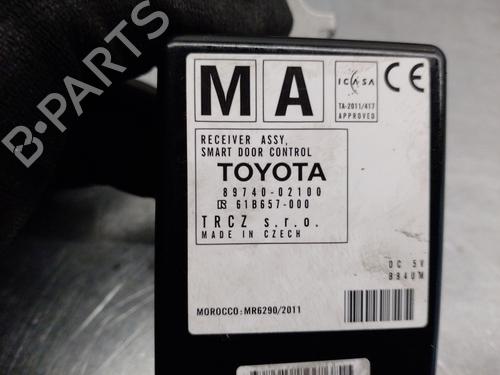 MA
ICASA
TA-2011/417
APPROVED
CE
RECEIVER ASSY,
SMART DOOR CONTROL
TOYOTA
89740-02100
61B657-000
TRCZ s.r.o.
MADE IN CZECH
DC 5V
MOROCCO:MR6290/2011